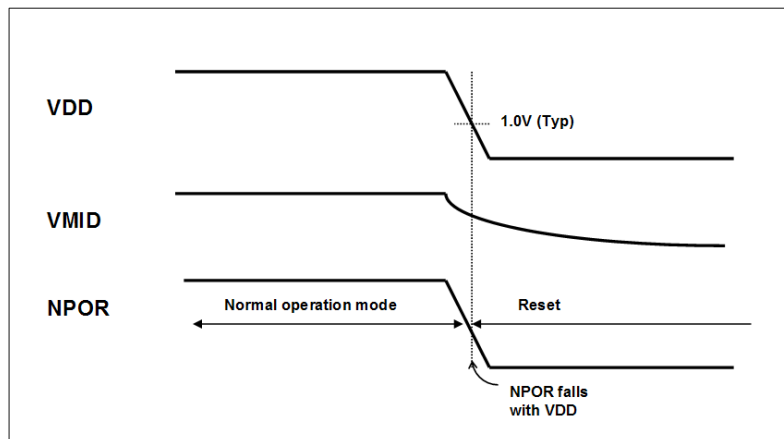 VDD
1.0V (Typ)
VMID
NPOR
Normal operation mode
Reset
NPOR falls
with VDD